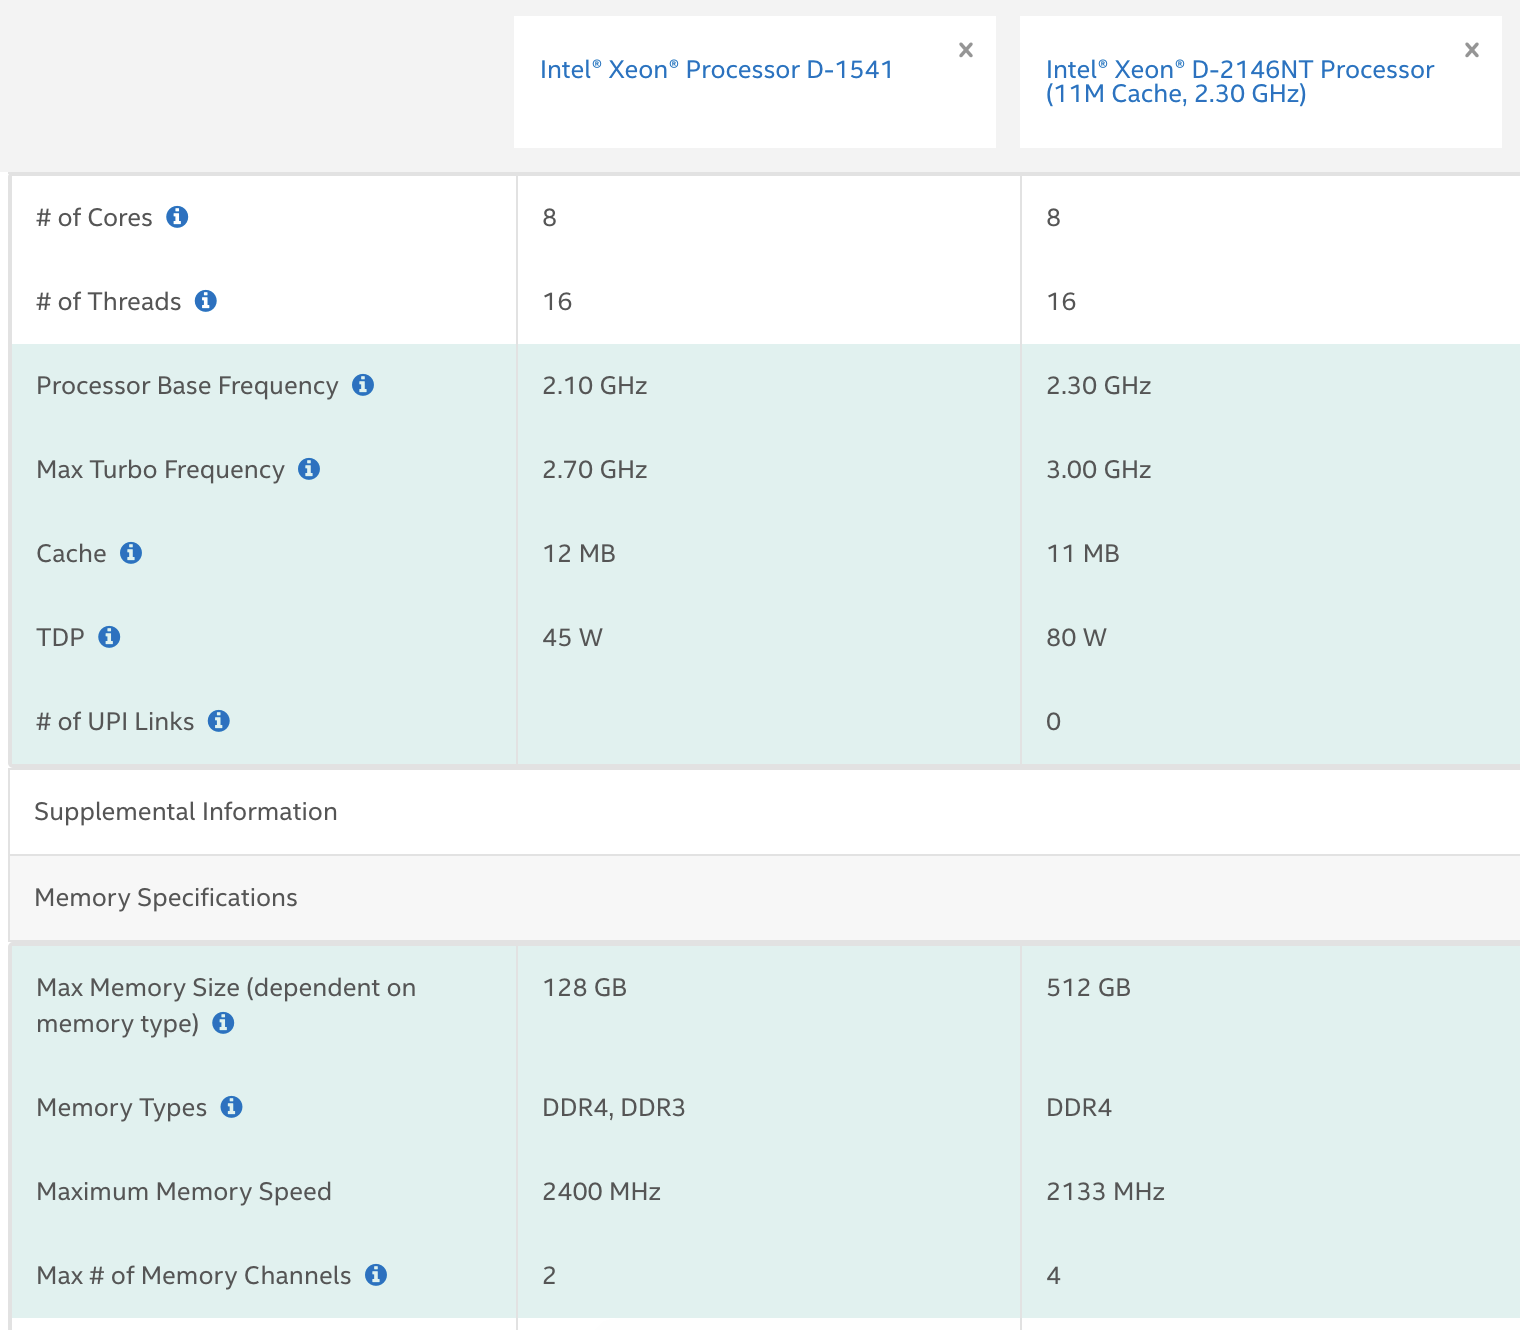 Intel® Xeon® Processor D-1541
Intel® Xeon® D-2146NT Processor
(11M Cache, 2.30 GHz)
# of Cores 8 8
# of Threads 16 16
Processor Base Frequency 2.10 GHz 2.30 GHz
Max Turbo Frequency 2.70 GHz 3.00 GHz
Cache 12 MB 11 MB
TDP 45 W 80 W
# of UPI Links 0
Supplemental Information
Memory Specifications
Max Memory Size (dependent on 128 GB 512 GB
memory type)
Memory Types DDR4, DDR3 DDR4
Maximum Memory Speed 2400 MHz 2133 MHz
Max # of Memory Channels 2 4